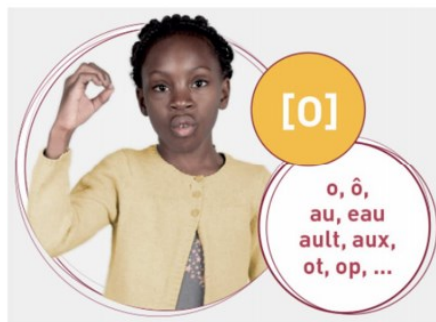 [O]
o, ô,
au, eau
ault, aux,
ot, op, ...